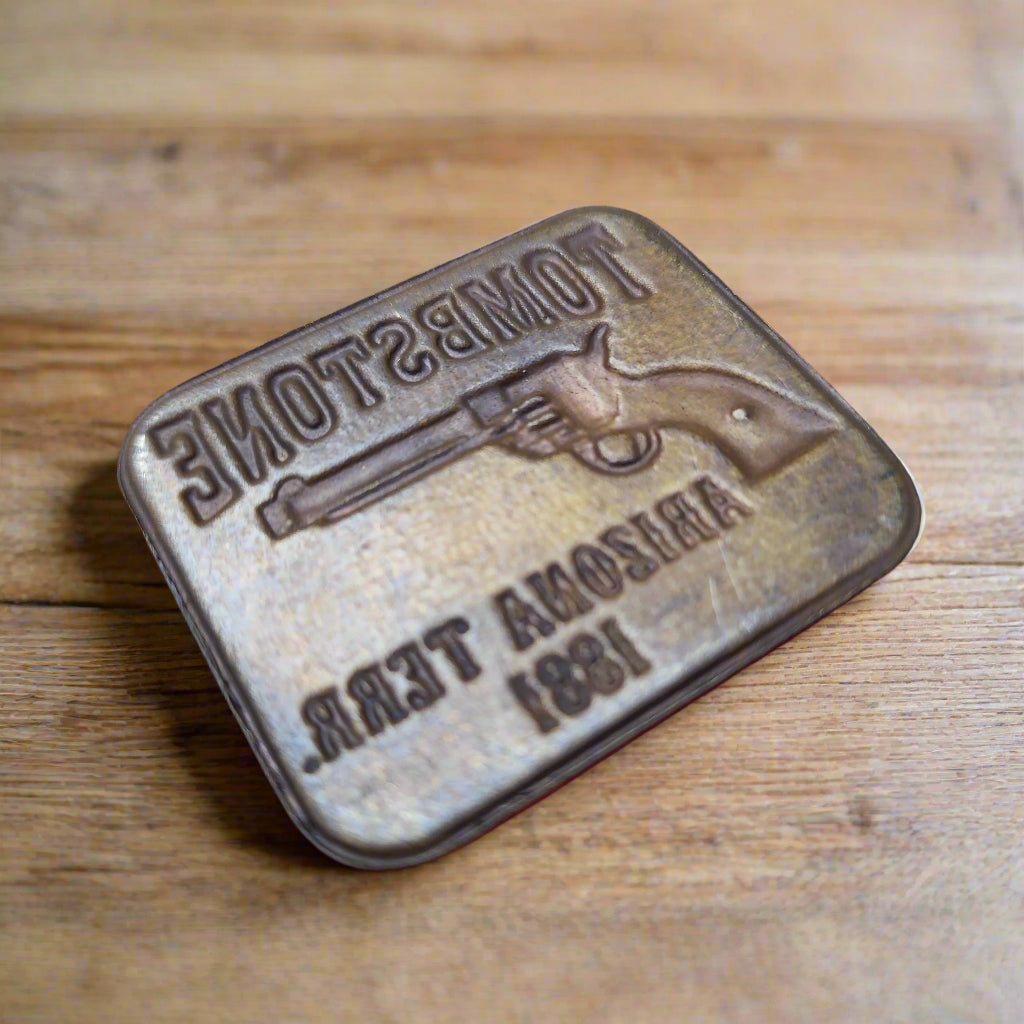 TOMBSTONE
ARIZONA TERR.
1881